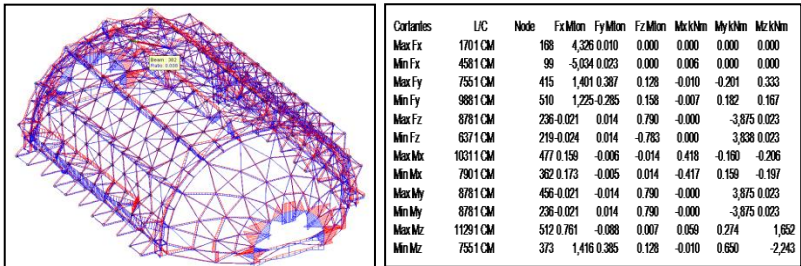 Beam : 362
Ratio: 0.000
Cortantes L/C Node Fx Mton Fy Mton Fz Mton Mx kNm My kNm Mz kNm
Max Fx 1701 CM 168 4,326 0.010 0.000 0.000 0.000 0.000
Min Fx 4581 CM 99 -5,034 0.023 0.000 0.006 0.000 0.000
Max Fy 7551 CM 415 1,401 0.387 0.128 -0.010 -0.201 0.333
Min Fy 9881 CM 510 1,225 -0.285 0.158 -0.007 0.182 0.167
Max Fz 8781 CM 236 -0.021 0.014 0.790 -0.000 -3,875 0.023
Min Fz 6371 CM 219 -0.024 0.014 -0.783 0.000 3,838 0.023
Max Mx 10311 CM 477 0.159 -0.006 -0.014 0.418 -0.160 -0.206
Min Mx 7901 CM 362 0.173 -0.005 0.014 -0.417 0.159 -0.197
Max My 8781 CM 456 -0.021 -0.014 0.790 -0.000 3,875 0.023
Min My 8781 CM 236 -0.021 0.014 0.790 -0.000 -3,875 0.023
Max Mz 11291 CM 512 0.761 -0.088 0.007 0.059 0.274 1,652
Min Mz 7551 CM 373 1,416 0.385 0.128 -0.010 0.650 -2,243